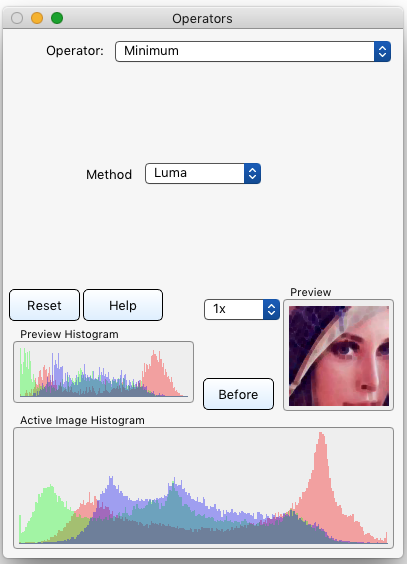 Operators
Operator: Minimum
Method Luma
Reset Help 1x Preview
Preview Histogram
Before
Active Image Histogram